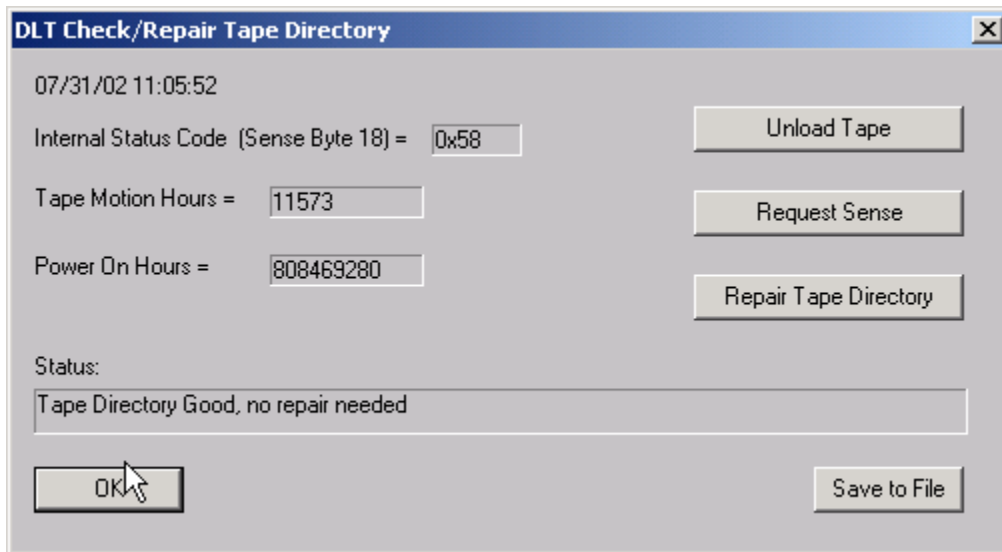 DLT Check/Repair Tape Directory
07/31/02 11:05:52
Internal Status Code (Sense Byte 18) = 0x58
Unload Tape
Tape Motion Hours = 11573
Request Sense
Power On Hours = 808469280
Repair Tape Directory
Status:
Tape Directory Good, no repair needed
OK
Save to File